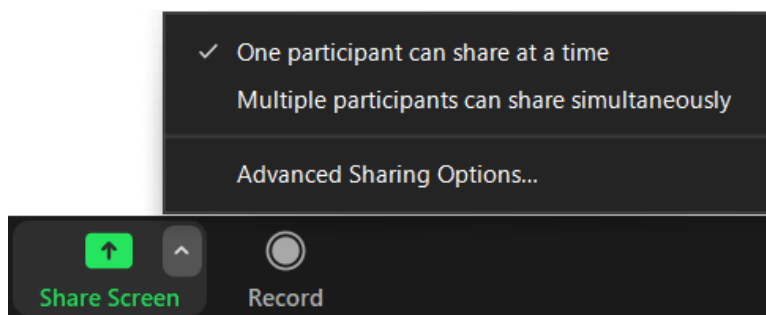 One participant can share at a time
Multiple participants can share simultaneously
Advanced Sharing Options...
Share Screen
Record